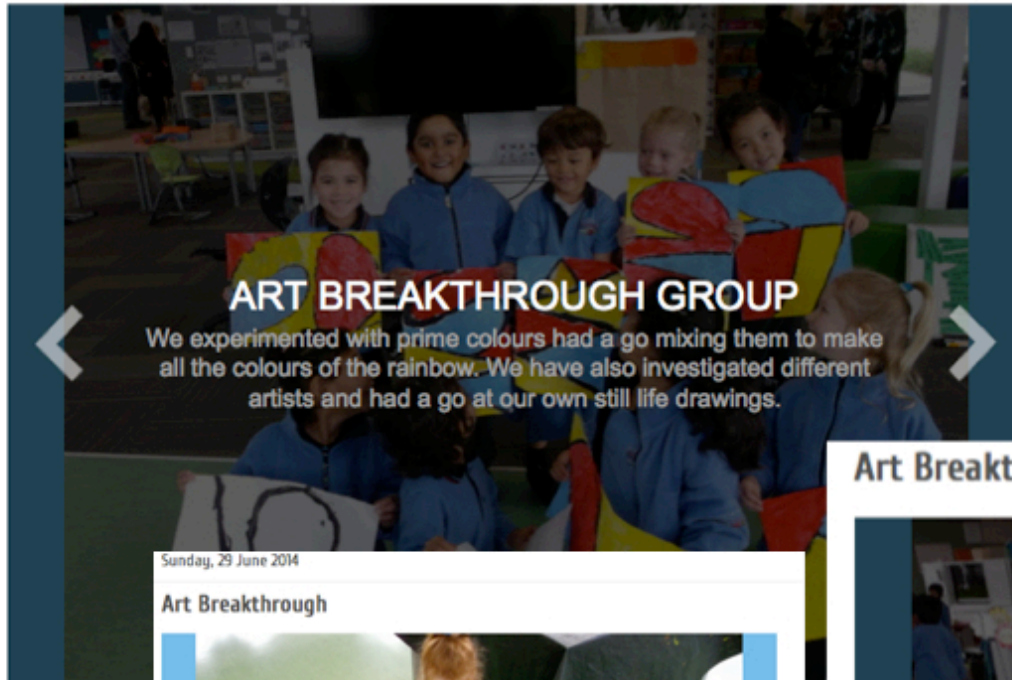 ART BREAKTHROUGH GROUP
We experimented with prime colours had a go mixing them to make
all the colours of the rainbow. We have also investigated different
artists and had a go at our own still life drawings.
Art Breakt
Sunday, 29 June 2014
Art Breakthrough